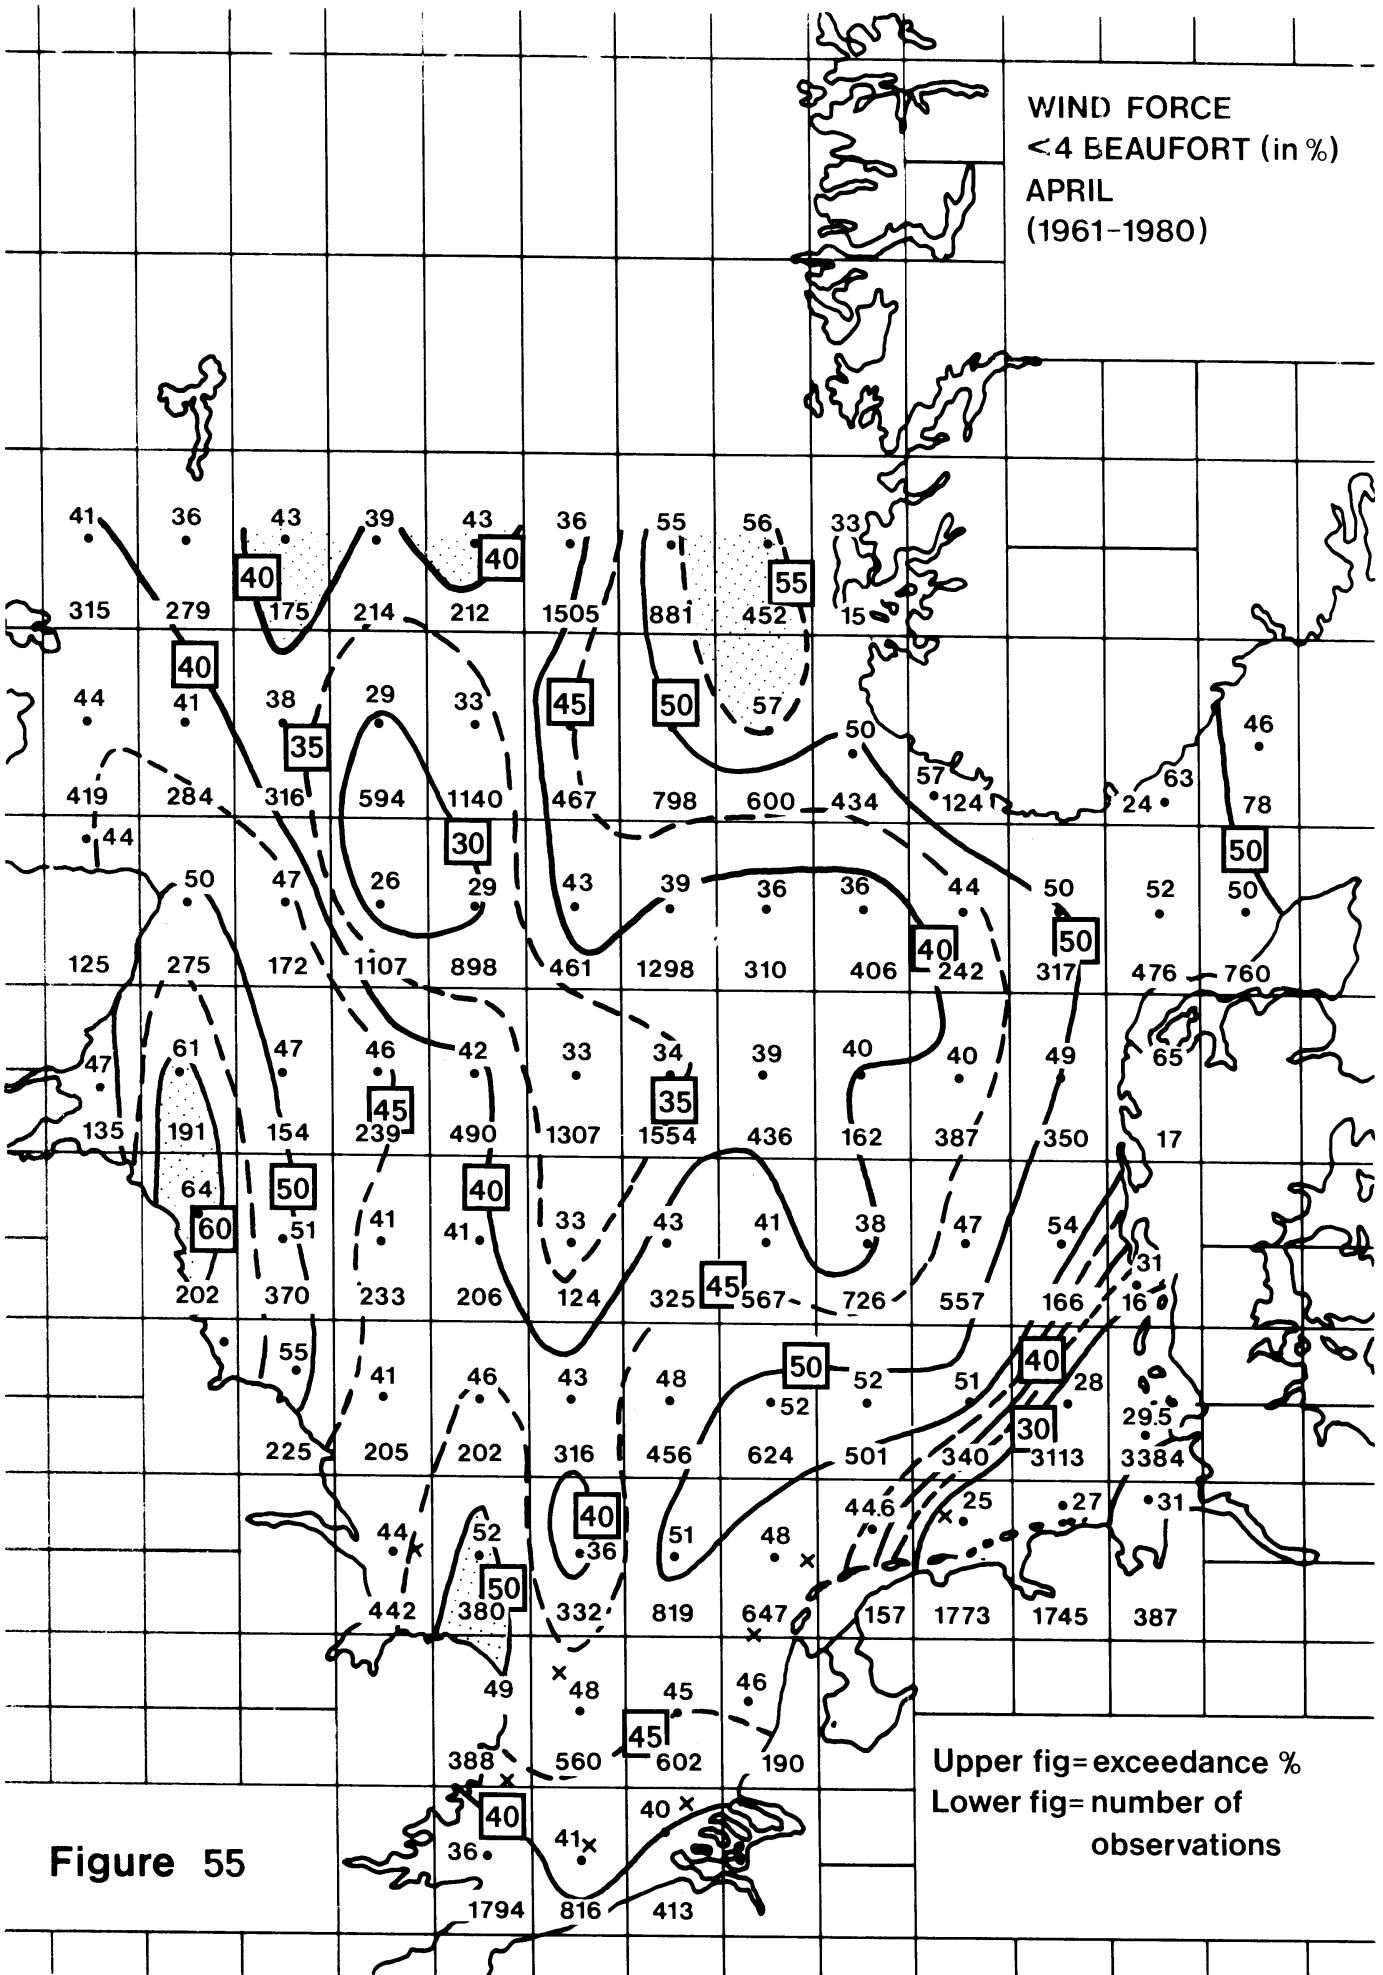 WIND FORCE
<4 BEAUFORT (in %)
APRIL
(1961-1980)
41 36 43 39 43 36 55 56 33
40 40 55
315 279 175 214 212 1505 881 452 15
40 45 50
44 41 38 29 33 57 50 46
35
57 63
419 284 316 594 1140 467 798 600 434 124 24 78
44 30 50
50 47 26 29 43 39 36 36 44 50 52 50
40 50
125 275 172 1107 898 461 1298 310 406 242 317 476 760
47 61 47 46 42 33 34 39 40 40 49 65
45 35
135 191 154 239 490 1307 1554 436 162 387 350 17
64 50 40
60 51 41 41 33 43 41 38 47 54 31
45
202 370 233 206 124 325 567 726 557 166 16
55 50 40
41 46 43 48 52 52 51 28 29.5
30
225 205 202 316 456 624 501 340 3113 3384
40
44 52 36 51 48 44.6 25 27 31
50
442 380 332 819 647 157 1773 1745 387
49 48 45 46
45
388 560 602 190
Upper fig= exceedance %
Lower fig= number of
observations
40 40
36 41
Figure 55
1794 816 413